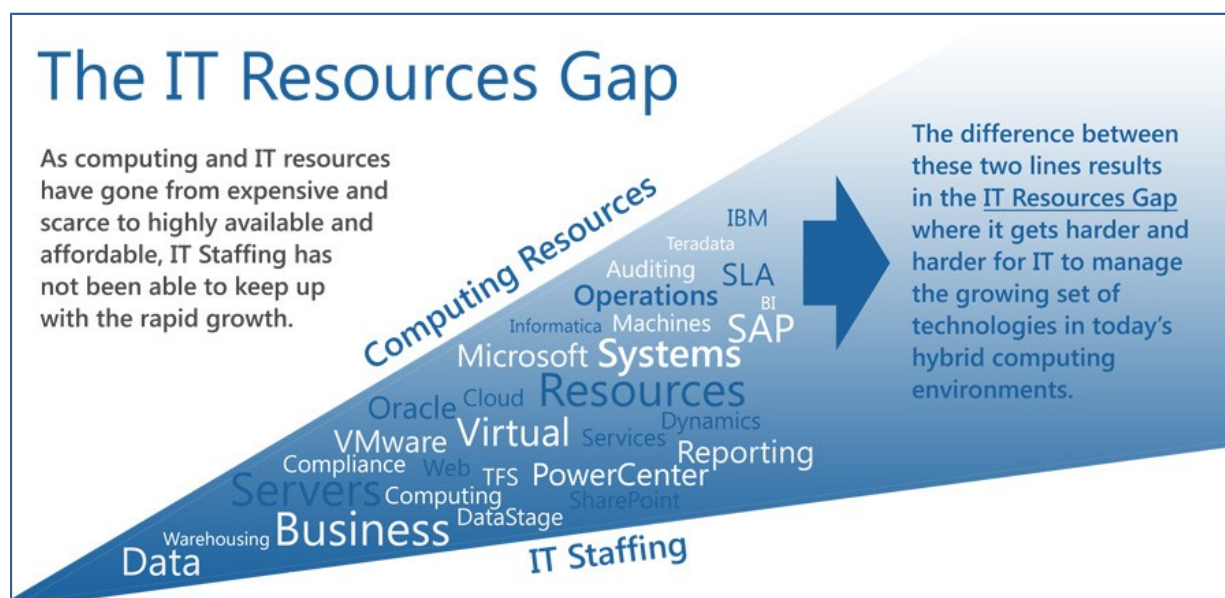 The IT Resources Gap
As computing and IT resources
have gone from expensive and
scarce to highly available and
affordable, IT Staffing has
not been able to keep up
with the rapid growth.
Computing Resources
IBM
Teradata
Auditing SLA
Operations BI
Informatica Machines SAP
Microsoft Systems
Oracle Cloud Resources
VMware Virtual Services Dynamics
Compliance Web TFS PowerCenter Reporting
Servers Computing SharePoint
Warehousing Business DataStage
Data
IT Staffing
The difference between
these two lines results
in the IT Resources Gap
where it gets harder and
harder for IT to manage
the growing set of
technologies in today's
hybrid computing
environments.